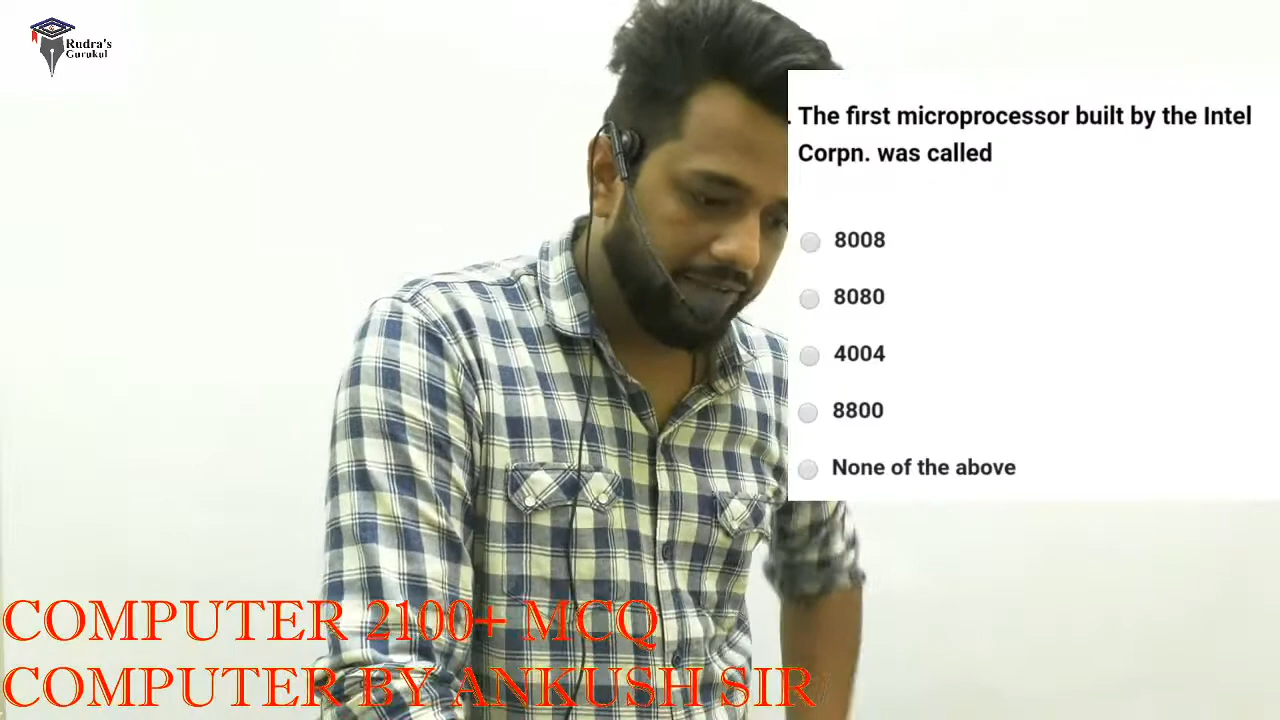 Rudra's
Gurukul
. The first microprocessor built by the Intel
Corpn. was called
8008
8080
4004
8800
None of the above
COMPUTER 2100+ MCQ
COMPUTER BY ANKUSH SIR